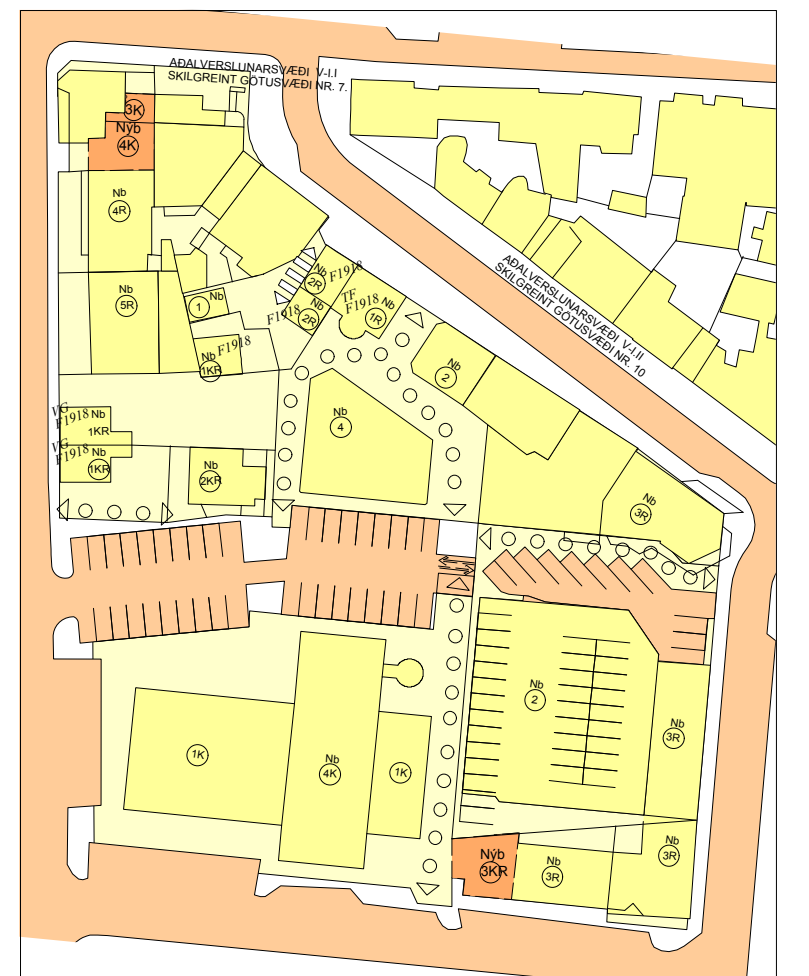 AÐALVERSLUNARSVÆÐI V-I.I
SKILGREINT GÖTUSVÆÐI NR. 7.
3K
Nýb
4K
Nb
4R
Nb
5R
Nb
1
Nb
1KR
F1918
Nb
2R
F1918
Nb
2R
F1918
TF
F1918
Nb
1R
AÐALVERSLUNARSVÆÐI V-I.II
SKILGREINT GÖTUSVÆÐI NR. 10
Nb
2
Nb
4
VG
F1918
Nb
1KR
VG
F1918
Nb
1KR
Nb
2KR
Nb
3R
1K
Nb
4K
1K
Nb
2
Nb
3R
Nýb
3KR
Nb
3R
Nb
3R